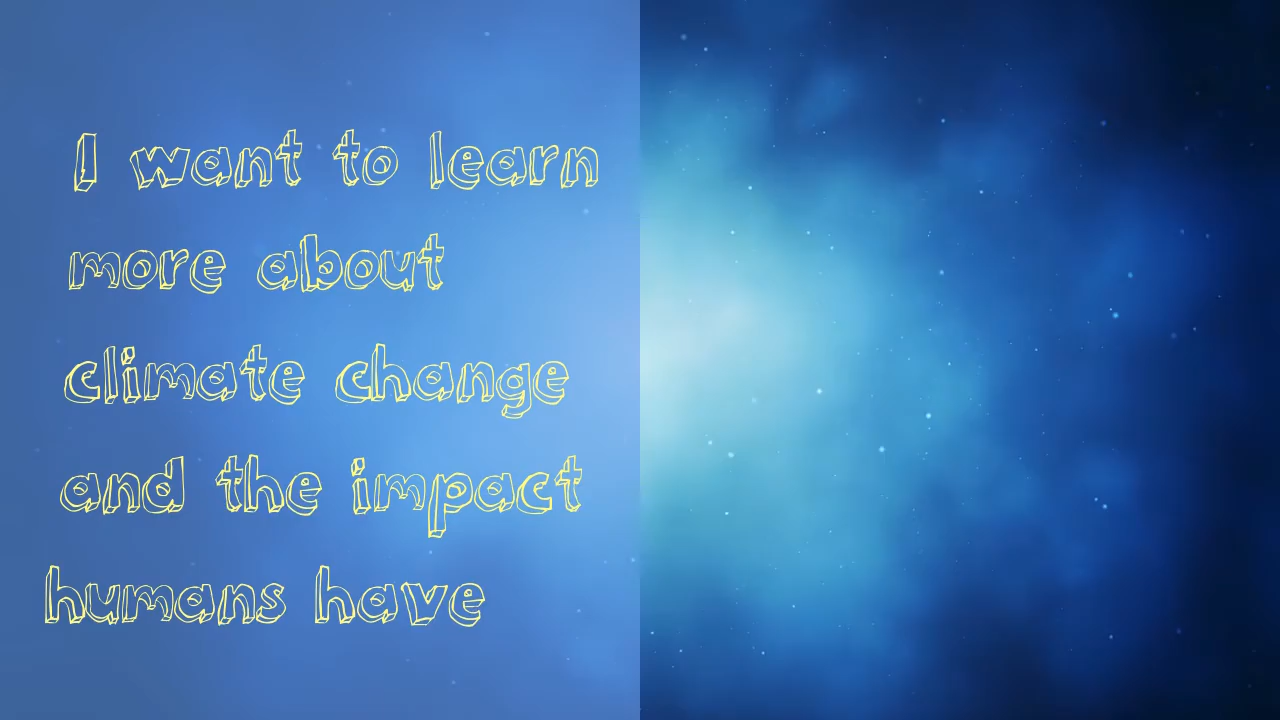 I want to learn
more about
climate change
and the impact
humans have